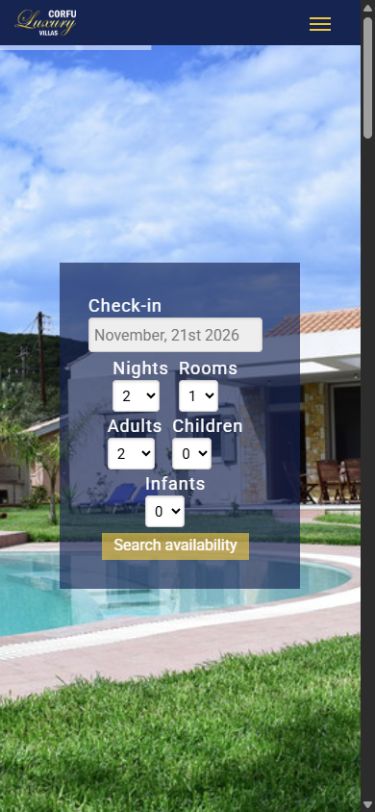 CORFU
Luxury
VILLAS
Check-in
November, 21st 2026
Nights Rooms
2 1
Adults Children
2 0
Infants
0
Search availability